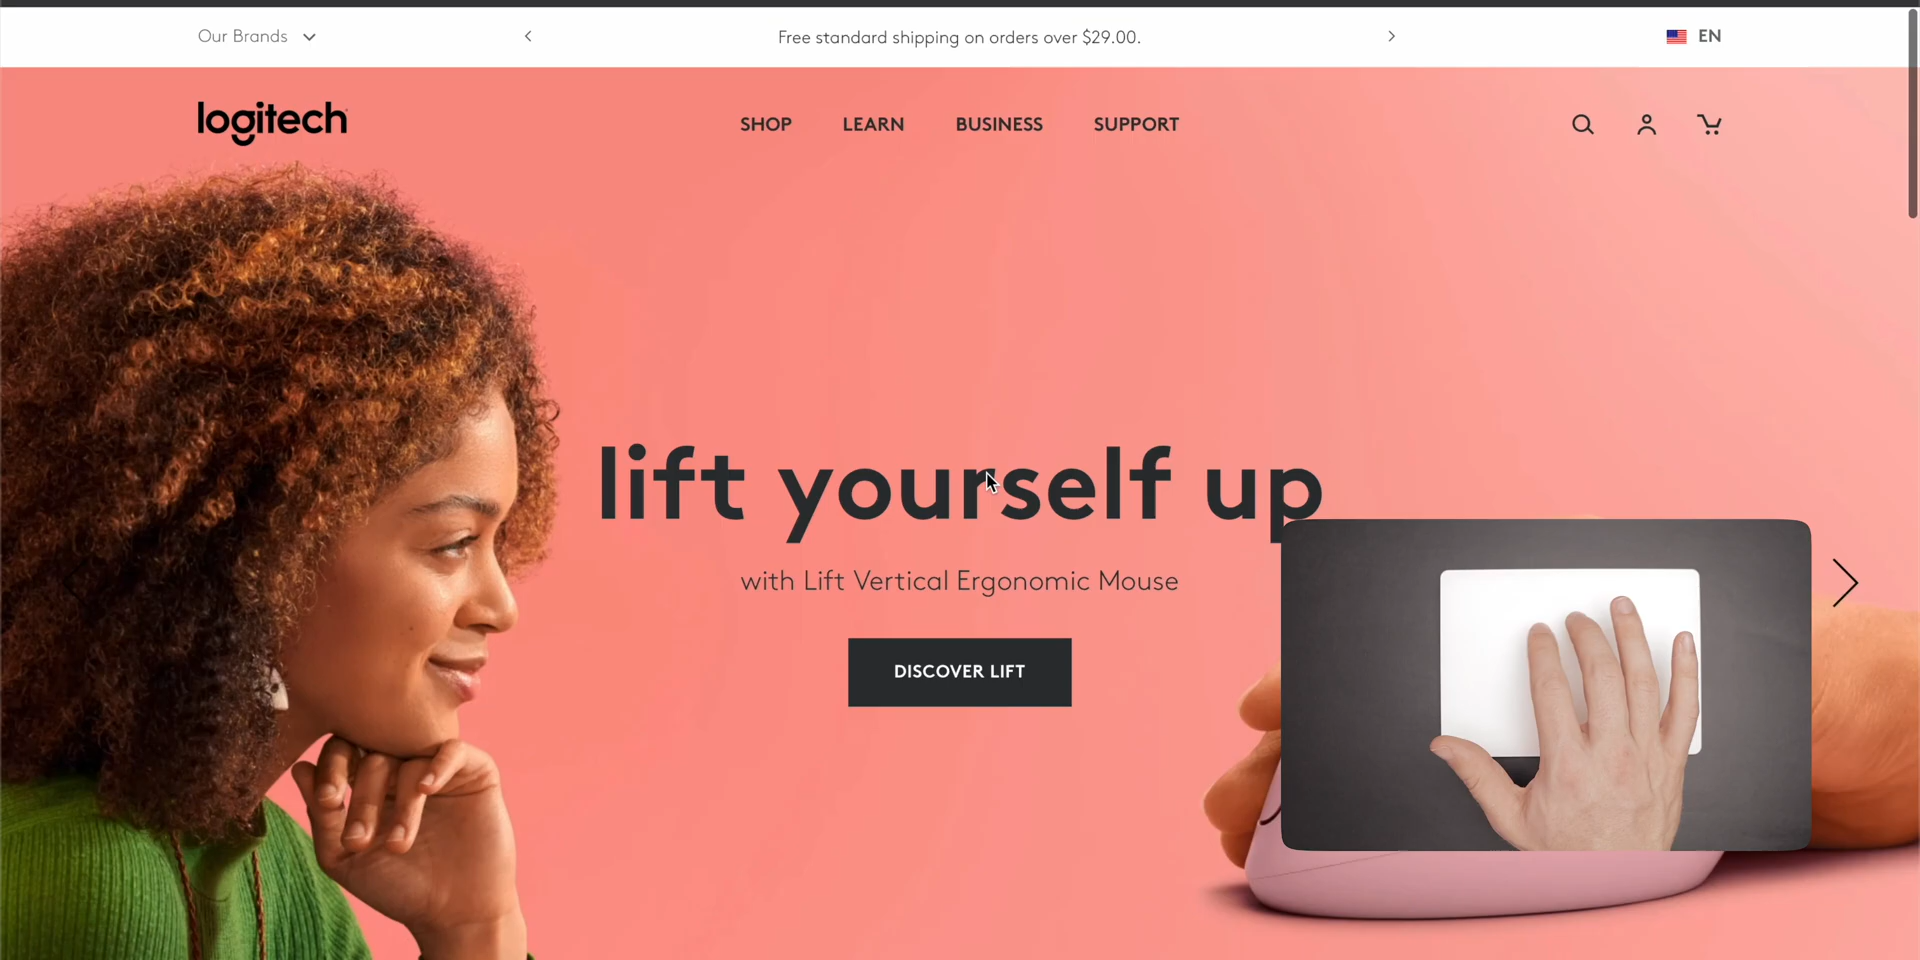 Our Brands
Free standard shipping on orders over $29.00.
EN
logitech
SHOP
LEARN
BUSINESS
SUPPORT
lift yourself up
with Lift Vertical Ergonomic Mouse
DISCOVER LIFT